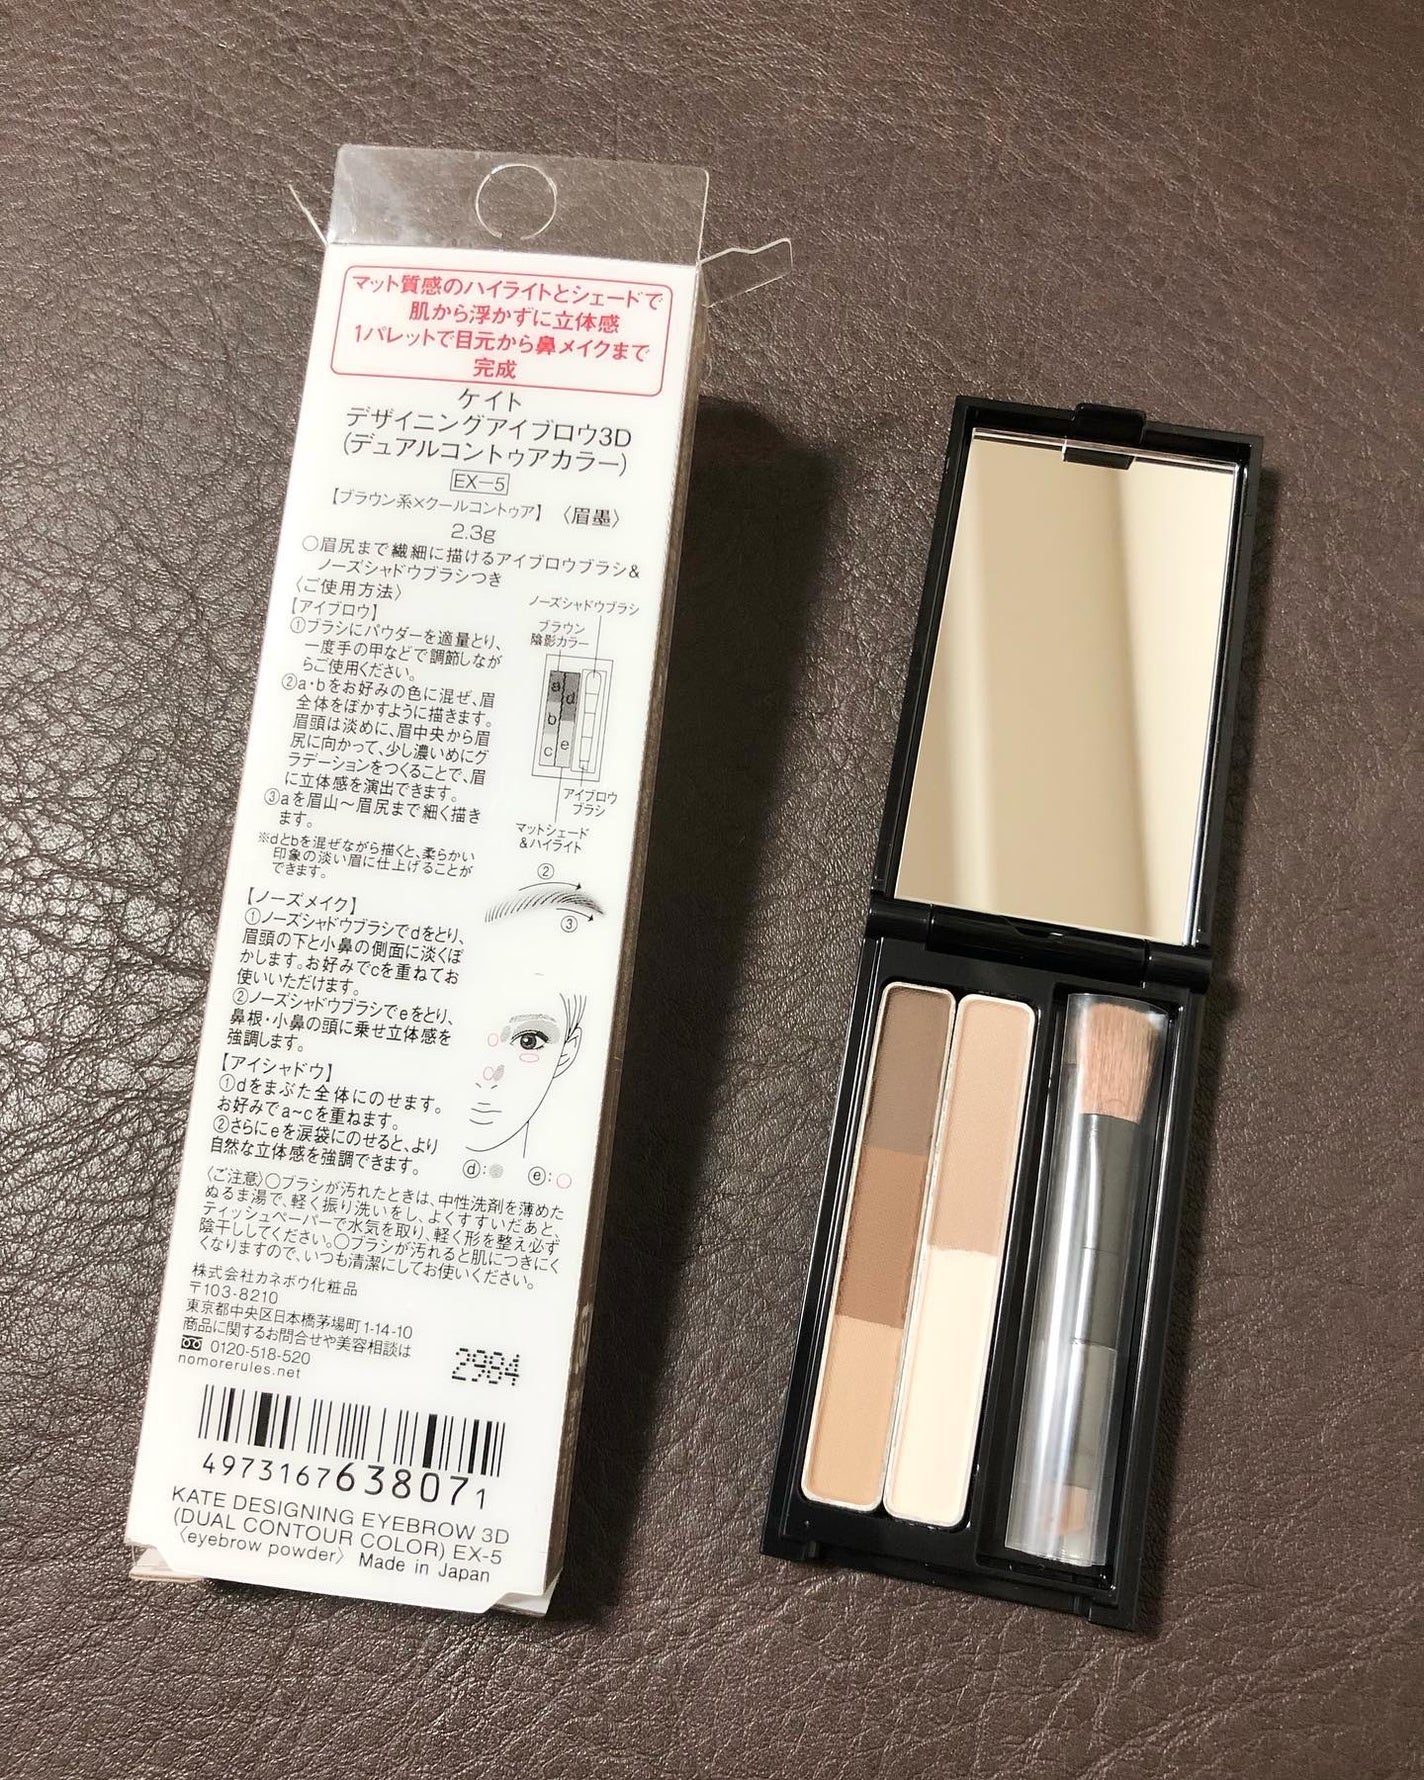 マット質感のハイライトとシェードで
肌から浮かずに立体感
1パレットで目元から鼻メイクまで
完成
ケイト
デザイニングアイブロウ3D
(デュアルコントゥアカラー)
EX-5
【ブラウン系×クールコントゥア】〈眉墨〉
2.3g
○眉尻まで繊細に描けるアイブロウブラシ&
ノーズシャドウブラシつき
〈ご使用方法〉
【アイブロウ】
①ブラシにパウダーを適量とり、
一度手の甲などで調節しなが
らご使用ください。
②a・bをお好みの色に混ぜ、眉
全体をぼかすように描きます。
眉頭は淡めに、眉中央から眉
尻に向かって、少し濃いめにグ
ラデーションをつくることで、眉
に立体感を演出できます。
③aを眉山～眉尻まで細く描き
ます。
※dとbを混ぜながら描くと、柔らかい
印象の淡い眉に仕上げることが
できます。
ノーズシャドウブラシ
ブラウン
陰影カラー
a
d
b
c
e
アイブロウ
ブラシ
マットシェード
&ハイライト
②
③
【ノーズメイク】
①ノーズシャドウブラシでdをとり、
眉頭の下と小鼻の側面に淡くぼ
かします。お好みでcを重ねてお
使いいただけます。
②ノーズシャドウブラシでeをとり、
鼻根・小鼻の頭に乗せ立体感を
強調します。
【アイシャドウ】
①dをまぶた全体にのせます。
お好みでa~cを重ねます。
②さらにeを涙袋にのせると、より
自然な立体感を強調できます。
ⓓ:
ⓔ:
〈ご注意〉○ブラシが汚れたときは、中性洗剤を薄めた
ぬるま湯で、軽く振り洗いをし、よくすすいだあと、
ティッシュペーパーで水気を取り、軽く形を整え必ず
陰干ししてください。○ブラシが汚れると肌につきにく
くなりますので、いつも清潔にしてお使いください。
株式会社カネボウ化粧品
〒103-8210
東京都中央区日本橋茅場町1-14-10
商品に関するお問合せや美容相談は
0120-518-520
nomorerules.net
2984
4973167638071
KATE DESIGNING EYEBROW 3D
(DUAL CONTOUR COLOR) EX-5
〈eyebrow powder〉 Made in Japan